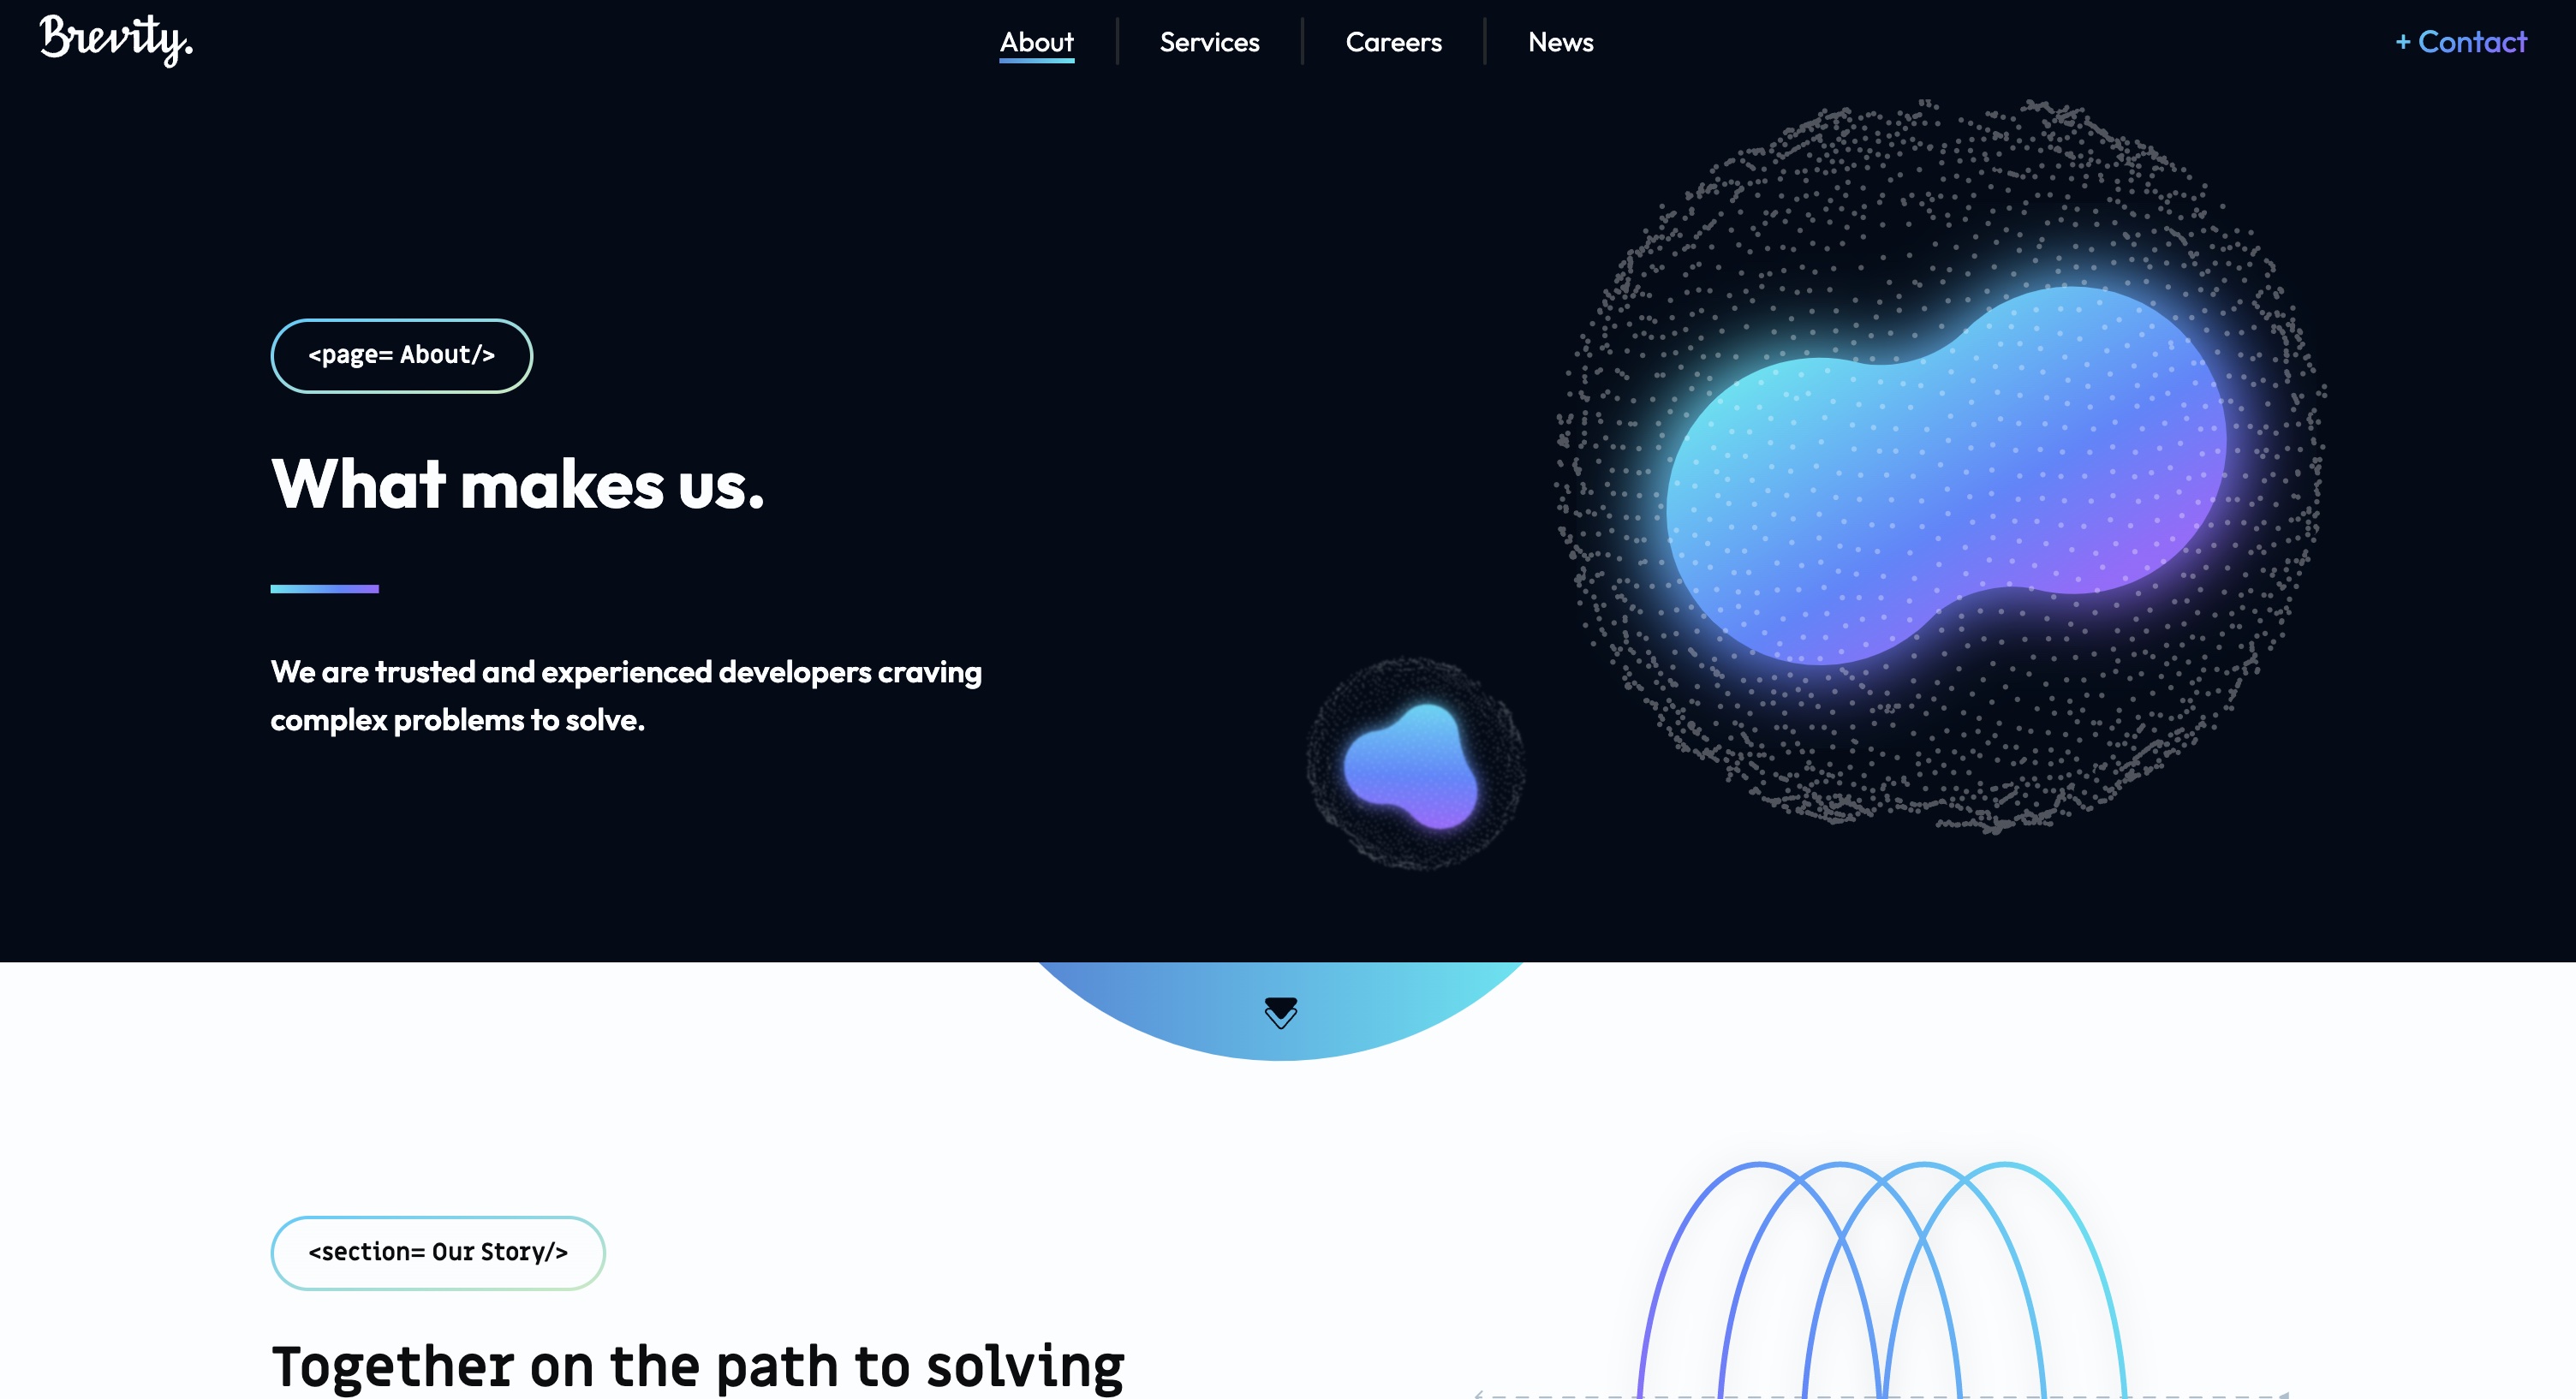 Brevity.
About
Services
Careers
News
+ Contact
<page= About/>
What makes us.
We are trusted and experienced developers craving
complex problems to solve.
<section= Our Story/>
Together on the path to solving